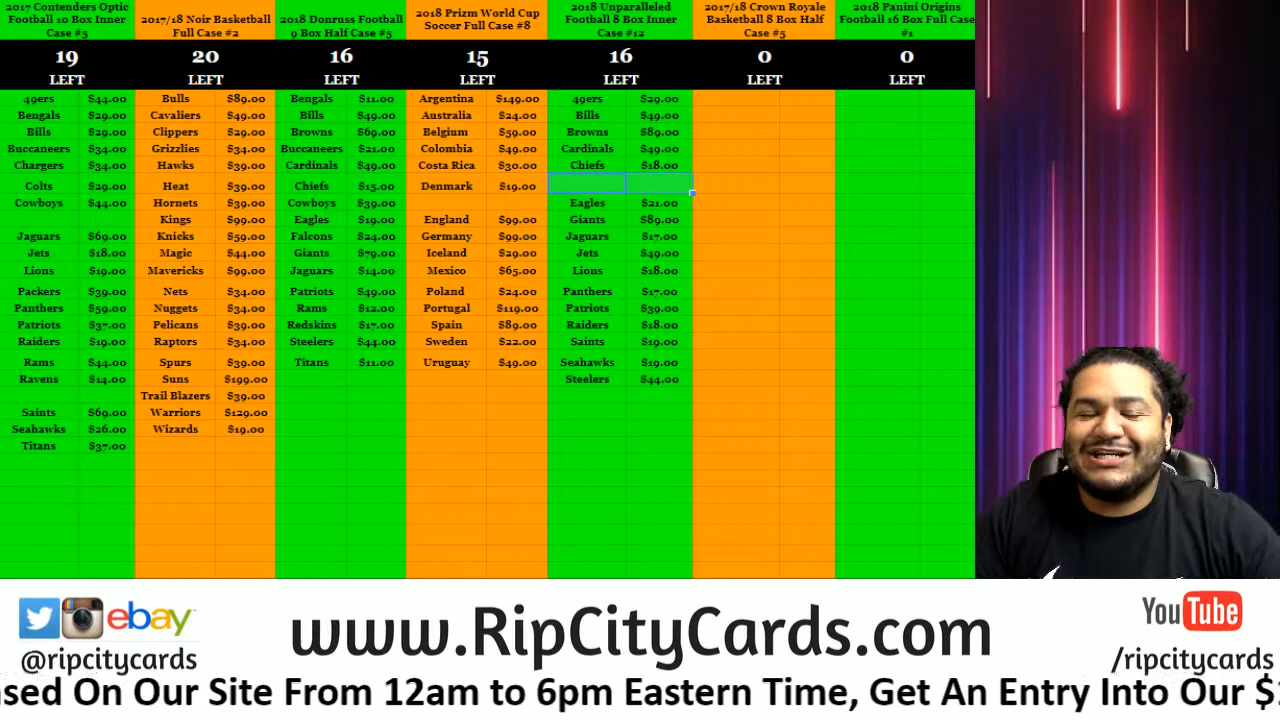 2017 Contenders Optic
Football 10 Box Inner
Case #5
19
LEFT
49ers $44.00
Bengals $29.00
Bills $29.00
Buccaneers $34.00
Chargers $34.00
Colts $29.00
Cowboys $44.00
Jaguars $69.00
Jets $18.00
Lions $19.00
Packers $39.00
Panthers $59.00
Patriots $37.00
Raiders $19.00
Rams $44.00
Ravens $14.00
Saints $69.00
Seahawks $26.00
Titans $37.00
2017/18 Noir Basketball
Full Case #2
20
LEFT
Bulls $89.00
Cavaliers $49.00
Clippers $29.00
Grizzlies $34.00
Hawks $39.00
Heat $39.00
Hornets $39.00
Kings $99.00
Knicks $59.00
Magic $44.00
Mavericks $99.00
Nets $34.00
Nuggets $34.00
Pelicans $39.00
Raptors $34.00
Spurs $39.00
Suns $199.00
Trail Blazers $39.00
Warriors $129.00
Wizards $19.00
2018 Donruss Football
9 Box Half Case #5
16
LEFT
Bengals $11.00
Bills $49.00
Browns $69.00
Buccaneers $21.00
Cardinals $49.00
Chiefs $15.00
Cowboys $39.00
Eagles $19.00
Falcons $24.00
Giants $79.00
Jaguars $14.00
Patriots $49.00
Rams $12.00
Redskins $17.00
Steelers $44.00
Titans $11.00
2018 Prizm World Cup
Soccer Full Case #8
15
LEFT
Argentina $149.00
Australia $24.00
Belgium $59.00
Colombia $49.00
Costa Rica $30.00
Denmark $19.00
England $99.00
Germany $99.00
Iceland $29.00
Mexico $65.00
Poland $24.00
Portugal $119.00
Spain $89.00
Sweden $22.00
Uruguay $49.00
2018 Unparalleled
Football 8 Box Inner
Case #12
16
LEFT
49ers $29.00
Bills $49.00
Browns $89.00
Cardinals $49.00
Chiefs $18.00
Eagles $21.00
Giants $89.00
Jaguars $17.00
Jets $49.00
Lions $18.00
Panthers $17.00
Patriots $39.00
Raiders $18.00
Saints $19.00
Seahawks $19.00
Steelers $44.00
2017/18 Crown Royale
Basketball 8 Box Half
Case #5
0
LEFT
2018 Panini Origins
Football 16 Box Full Case
#1
0
LEFT
ebay
@ripcitycards
www.RipCityCards.com
YouTube
/ripcitycards
ased On Our Site From 12am to 6pm Eastern Time, Get An Entry Into Our